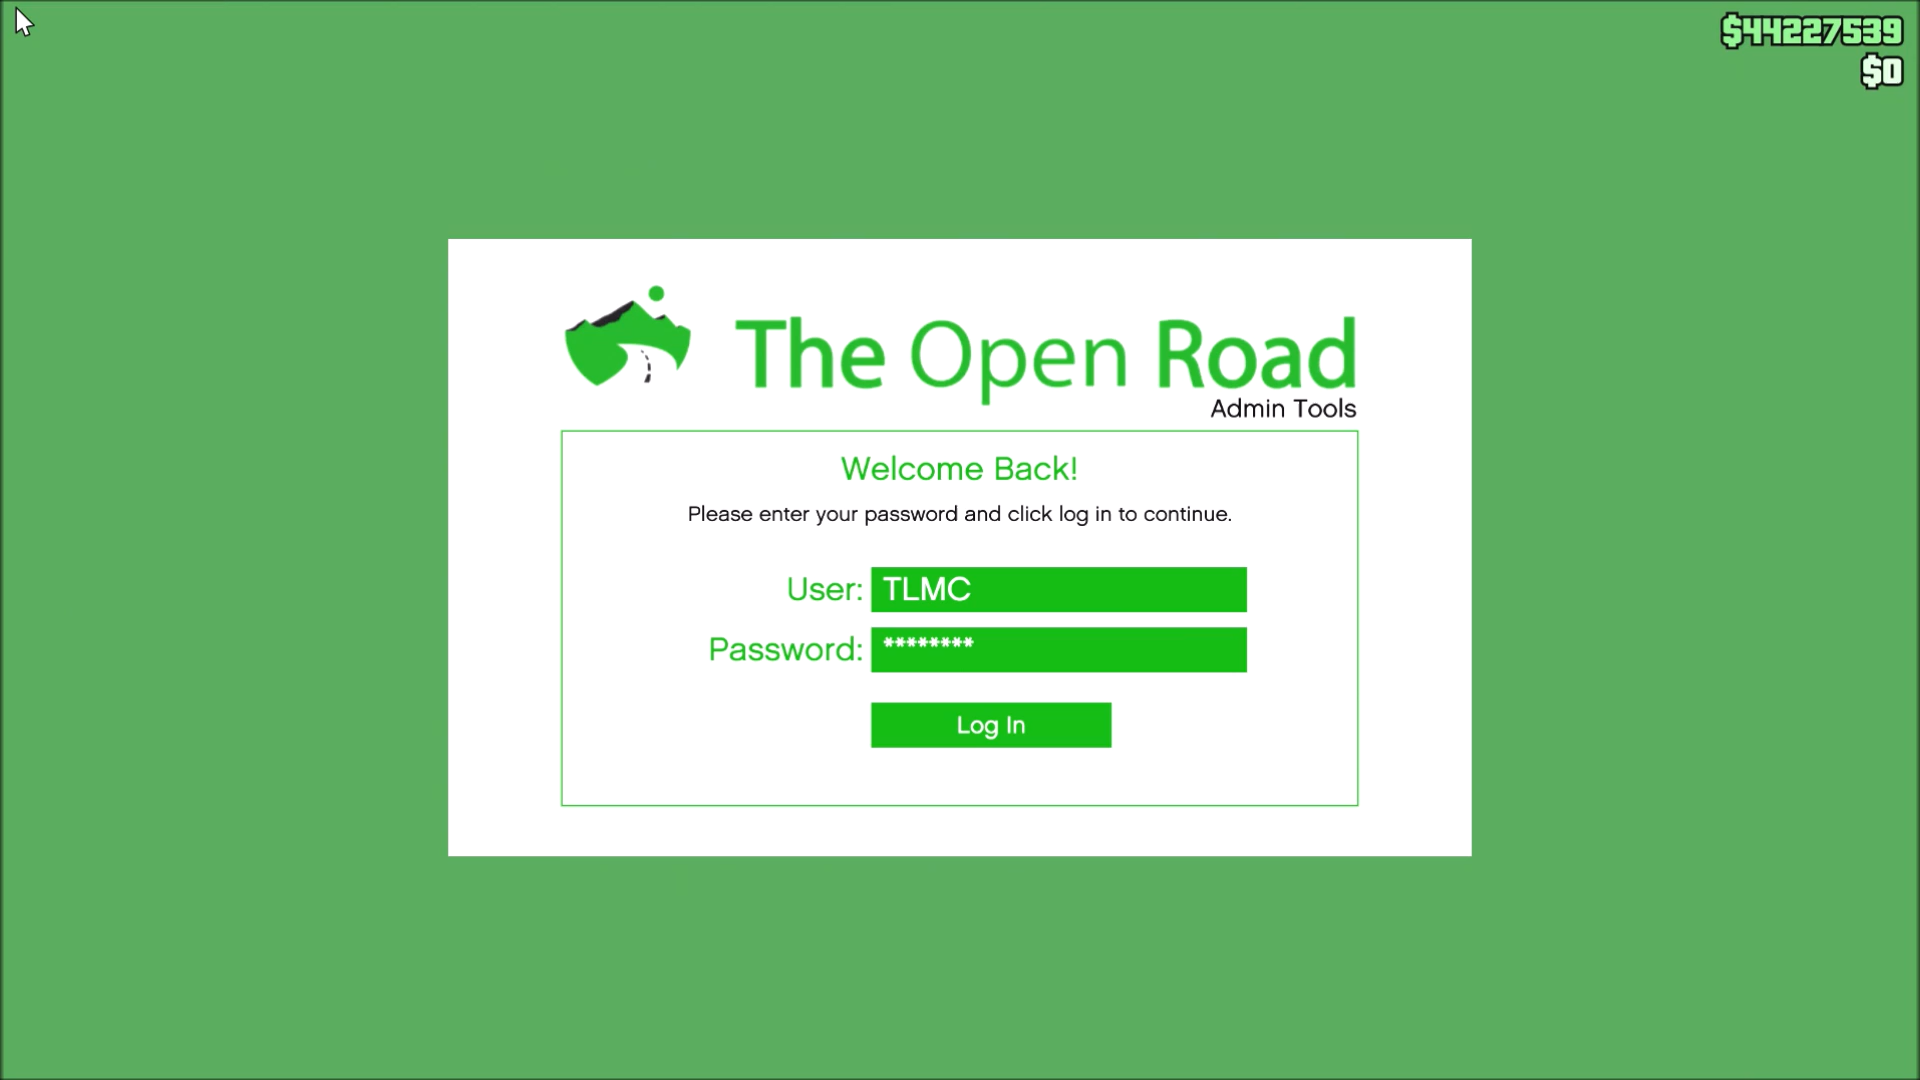 $44227539
$0
The Open Road
Admin Tools
Welcome Back!
Please enter your password and click log in to continue.
User: TLMC
Password: ********
Log In